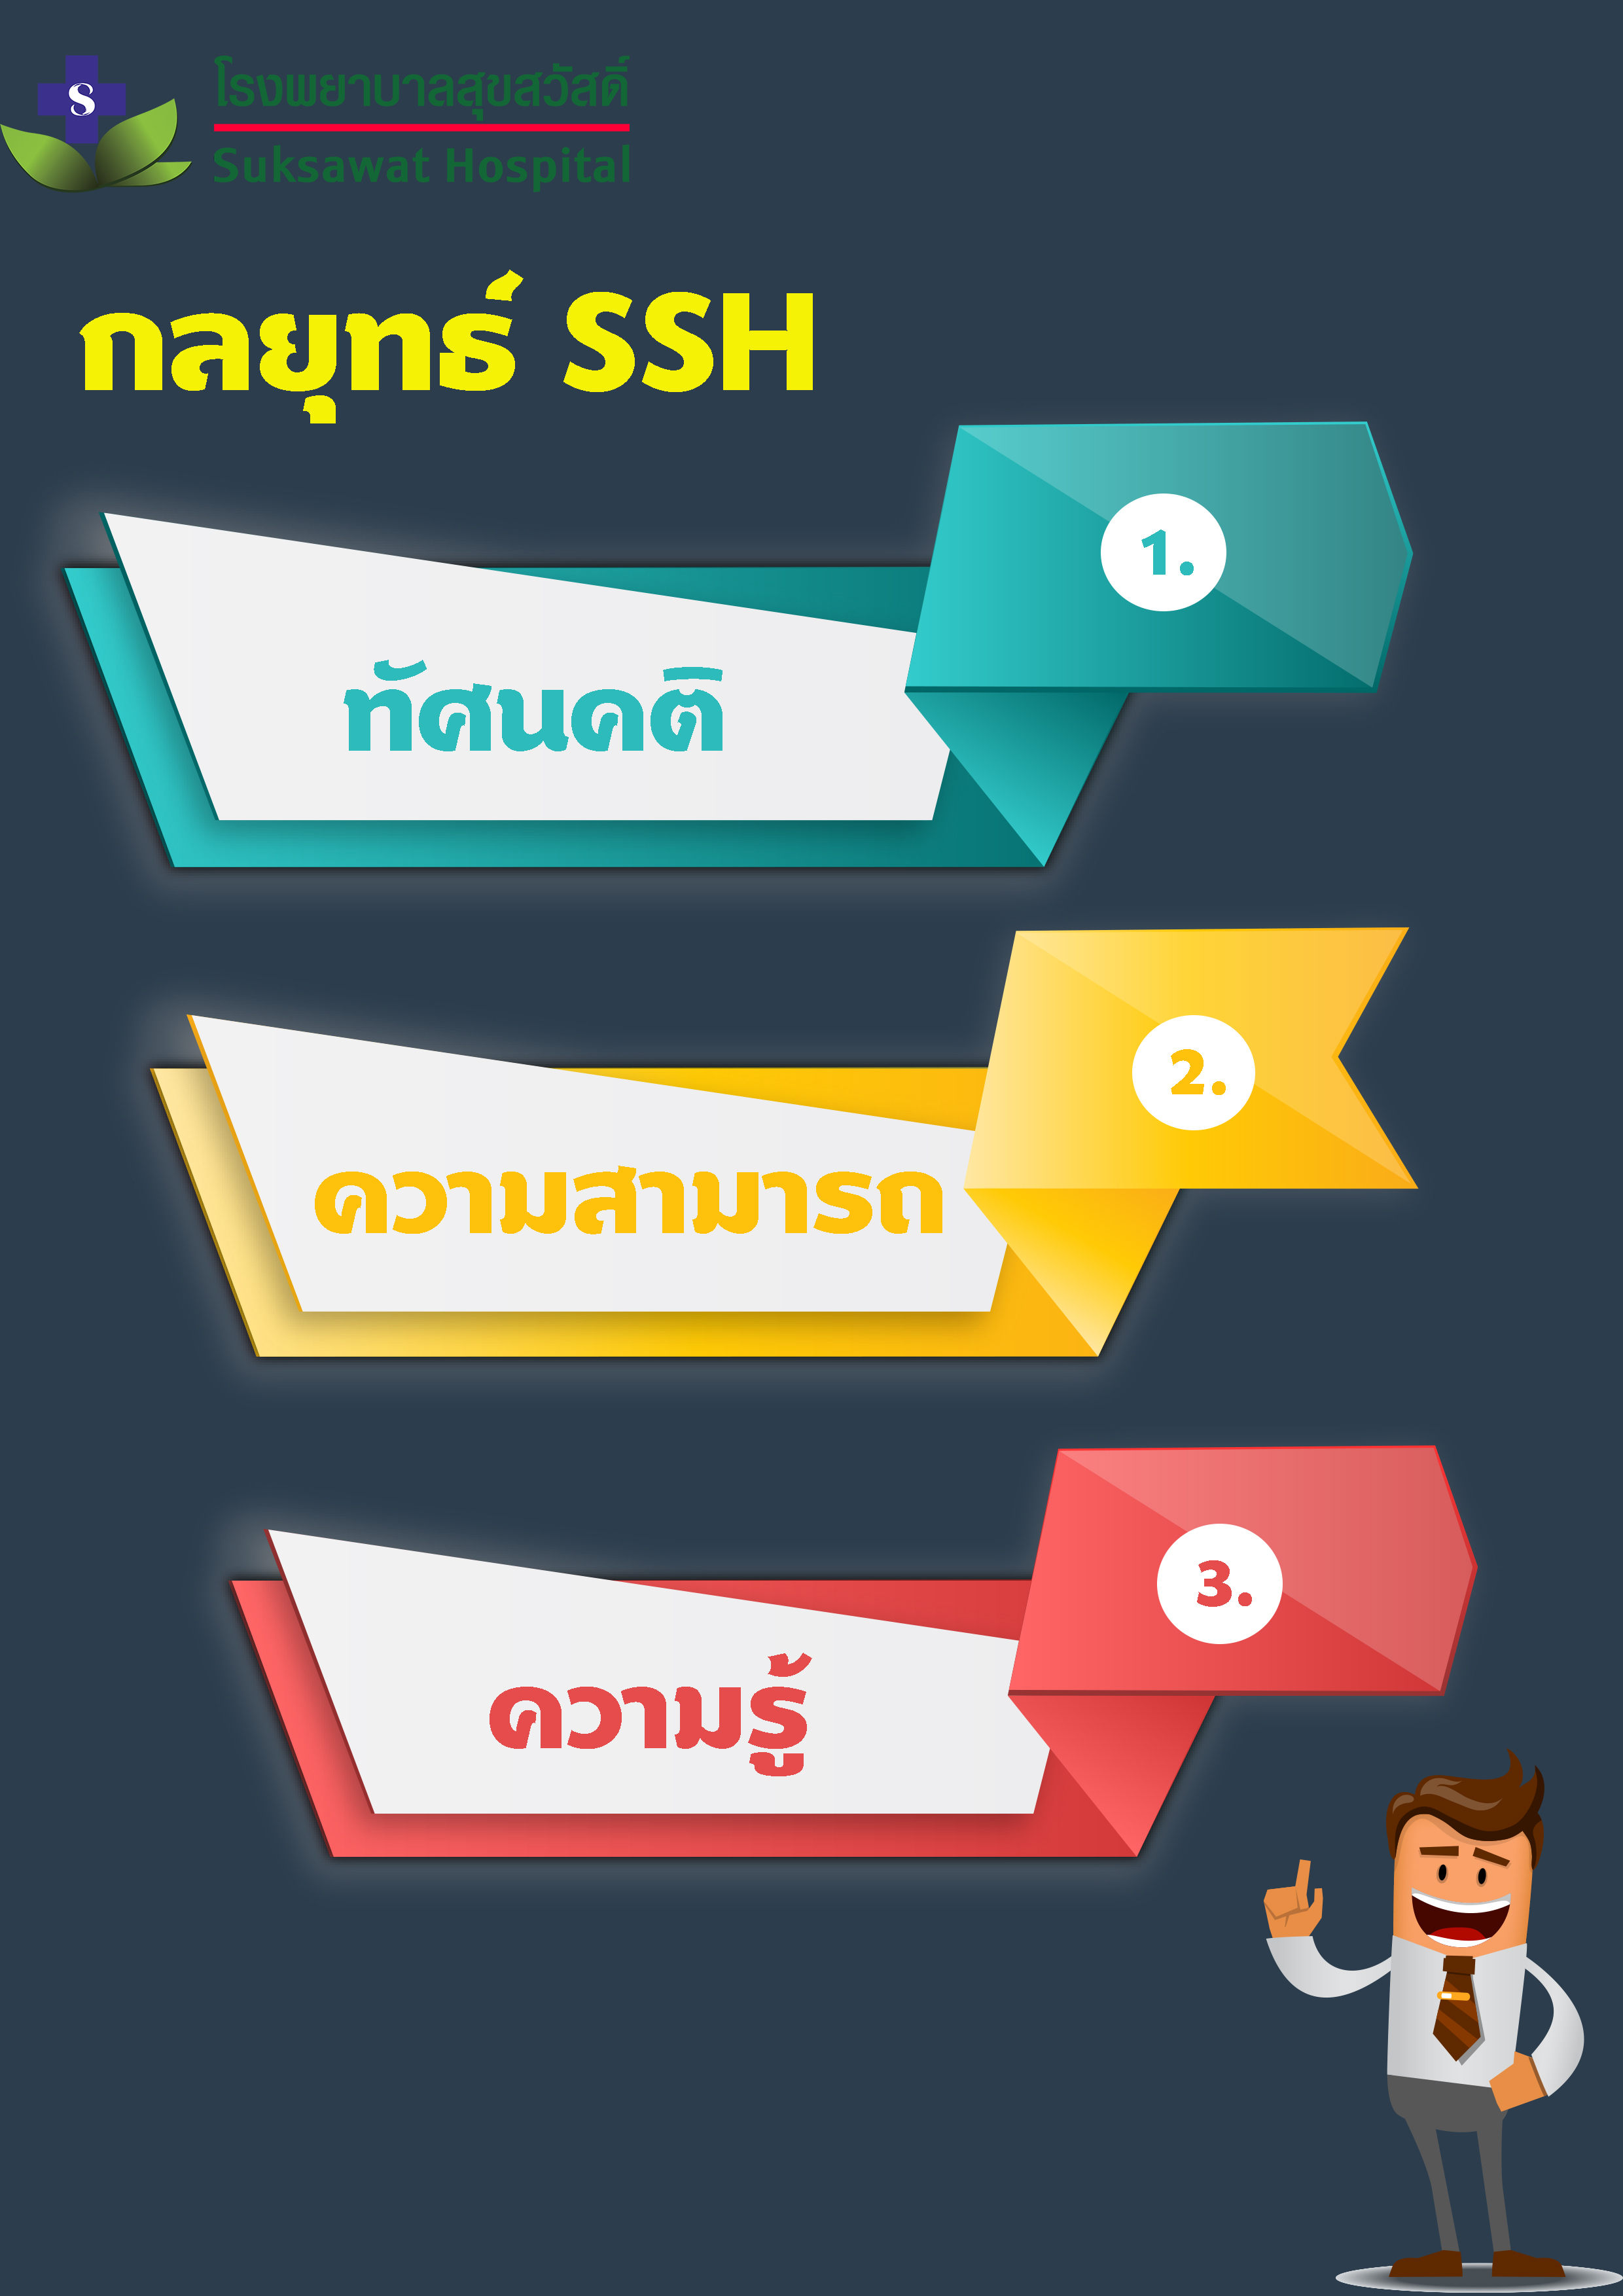 S
โรงพยาบาลสุขสวัสดิ์
Suksawat Hospital
กลยุทธ์ SSH
1.
ทัศนคติ
2.
ความสามารถ
3.
ความรู้